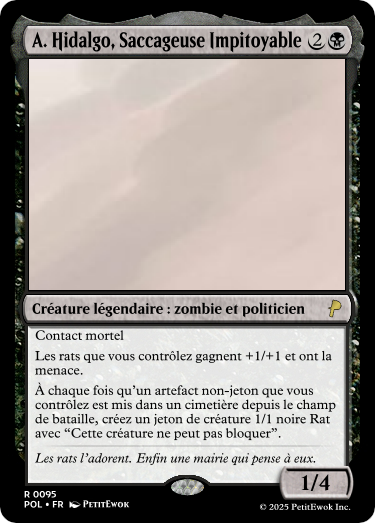 A. Hidalgo, Saccageuse Impitoyable 2
Créature légendaire : zombie et politicien
Contact mortel
Les rats que vous contrôlez gagnent +1/+1 et ont la
menace.
À chaque fois qu’un artefact non-jeton que vous
contrôlez est mis dans un cimetière depuis le champ
de bataille, créez un jeton de créature 1/1 noire Rat
avec “Cette créature ne peut pas bloquer”.
Les rats l’adorent. Enfin une mairie qui pense à eux.
1/4
R 0095
POL • FR PetitEwok
© 2025 PetitEwok Inc.